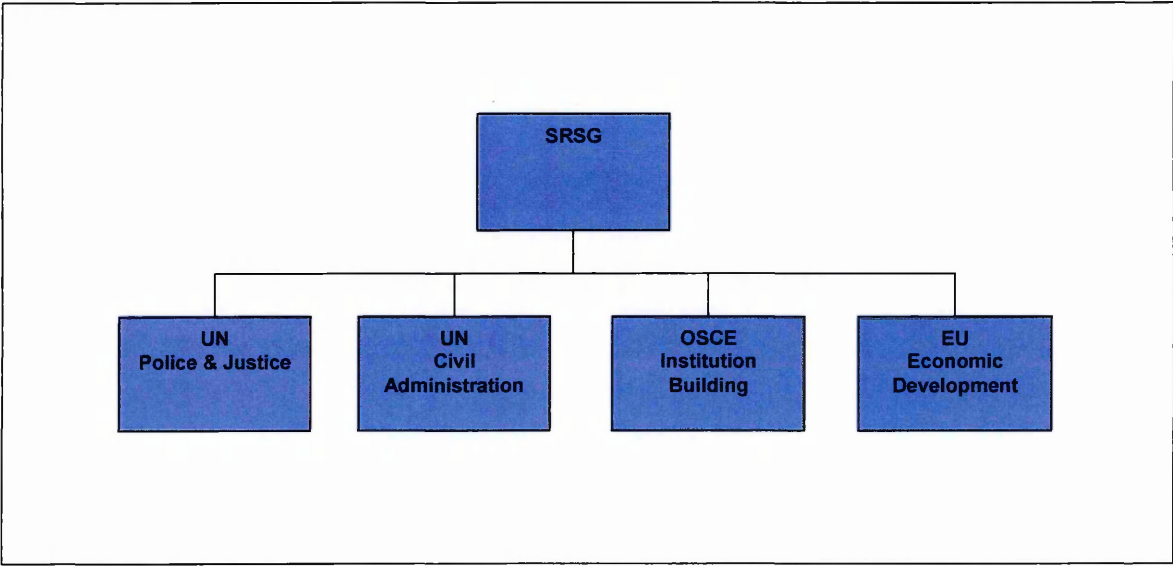 SRSG
UN
Police & Justice
UN
Civil
Administration
OSCE
Institution
Building
EU
Economic
Development